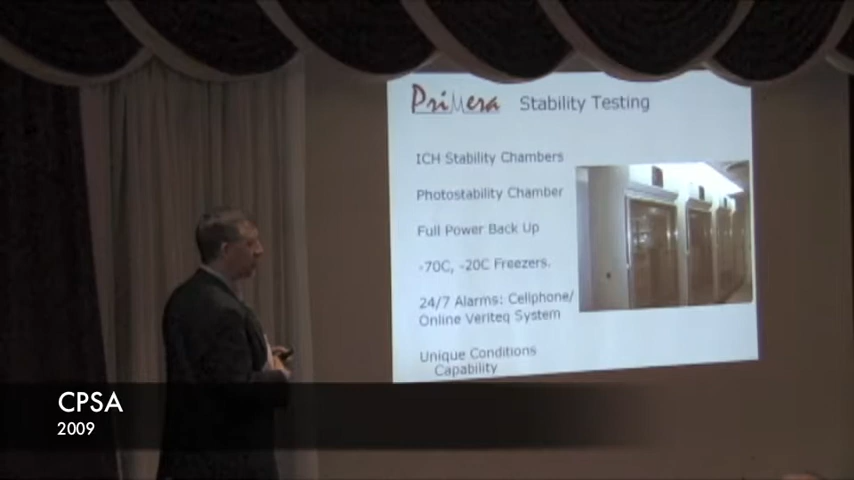 PriMera Stability Testing
ICH Stability Chambers
Photostability Chamber
Full Power Back Up
-70C, -20C Freezers.
24/7 Alarms: Cellphone/
Online Veriteq System
Unique Conditions
Capability
CPSA
2009